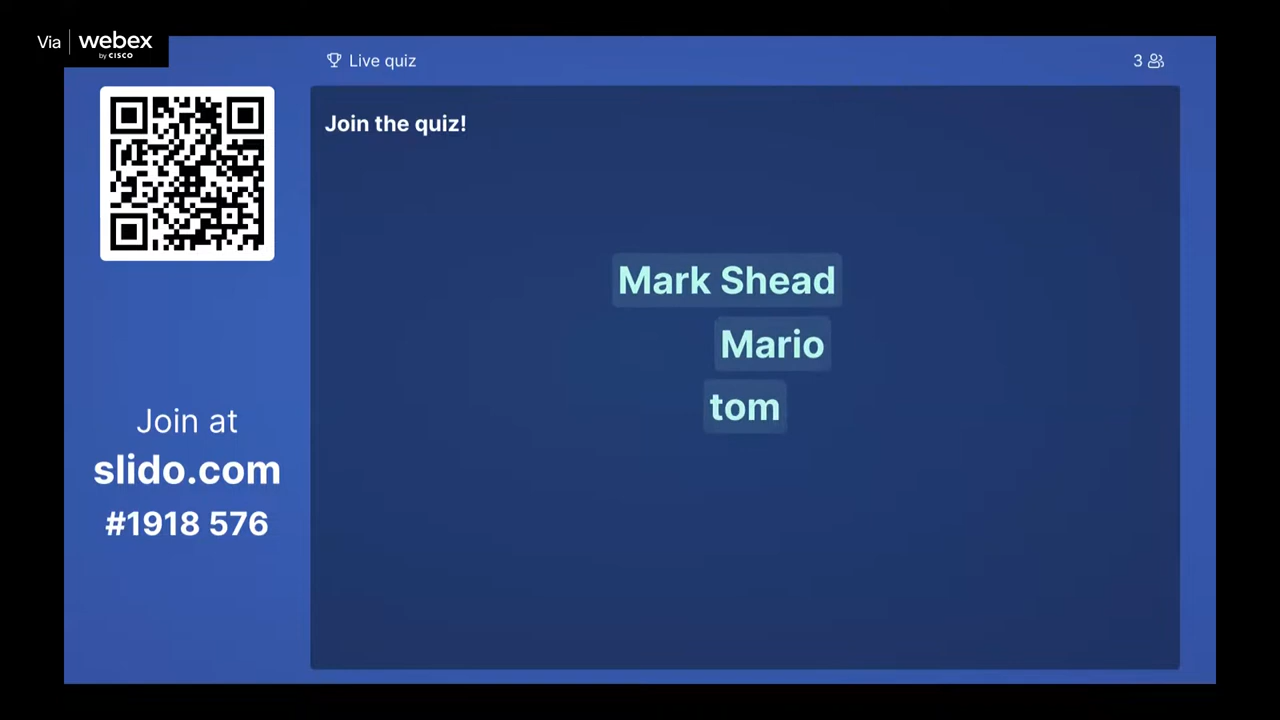 Via
webex
by CISCO
Live quiz
3
Join the quiz!
Mark Shead
Mario
tom
Join at
slido.com
#1918 576